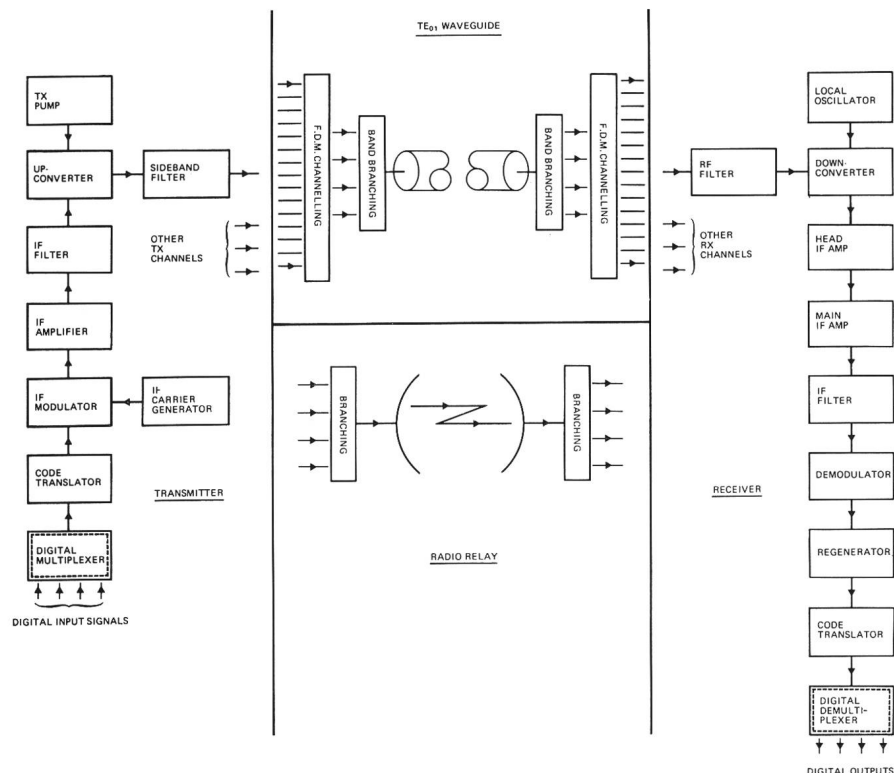 TE₀₁ WAVEGUIDE
TX
PUMP
UP-
CONVERTER
SIDEBAND
FILTER
IF
FILTER
OTHER
TX
CHANNELS
IF
AMPLIFIER
IF
MODULATOR
IF
CARRIER
GENERATOR
CODE
TRANSLATOR
TRANSMITTER
DIGITAL
MULTIPLEXER
DIGITAL INPUT SIGNALS
F.D.M. CHANNELLING
BAND BRANCHING
BAND BRANCHING
F.D.M. CHANNELLING
BRANCHING
BRANCHING
RADIO RELAY
LOCAL
OSCILLATOR
RF
FILTER
DOWN-
CONVERTER
OTHER
RX
CHANNELS
HEAD
IF AMP
MAIN
IF AMP
IF
FILTER
DEMODULATOR
RECEIVER
REGENERATOR
CODE
TRANSLATOR
DIGITAL
DEMULTI-
PLEXER
DIGITAL OUTPUTS